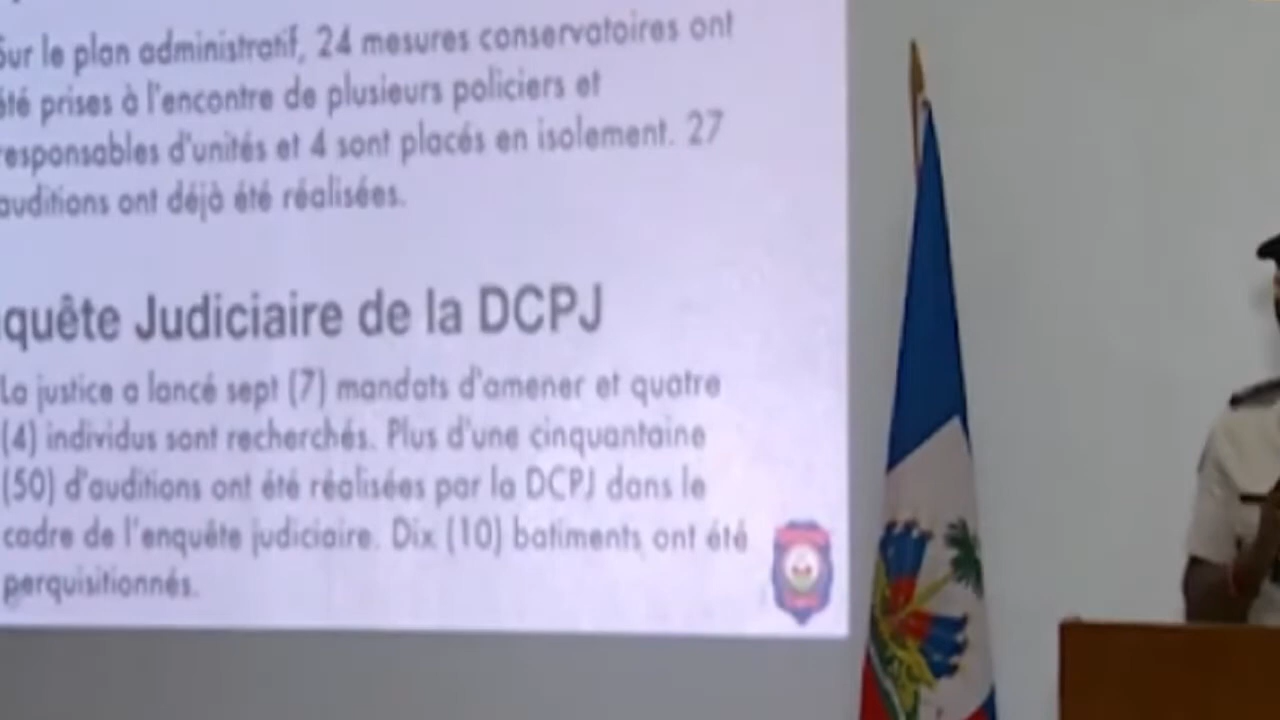 Sur le plan administratif, 24 mesures conservatoires ont
été prises à l'encontre de plusieurs policiers et
responsables d'unités et 4 sont placés en isolement. 27
auditions ont déjà été réalisées.
quête Judiciaire de la DCPJ
La justice a lancé sept (7) mandats d'amener et quatre
(4) individus sont recherchés. Plus d'une cinquantaine
(50) d'auditions ont été réalisées par la DCPJ dans le
cadre de l'enquête judiciaire. Dix (10) batiments ont été
perquisitionnés.